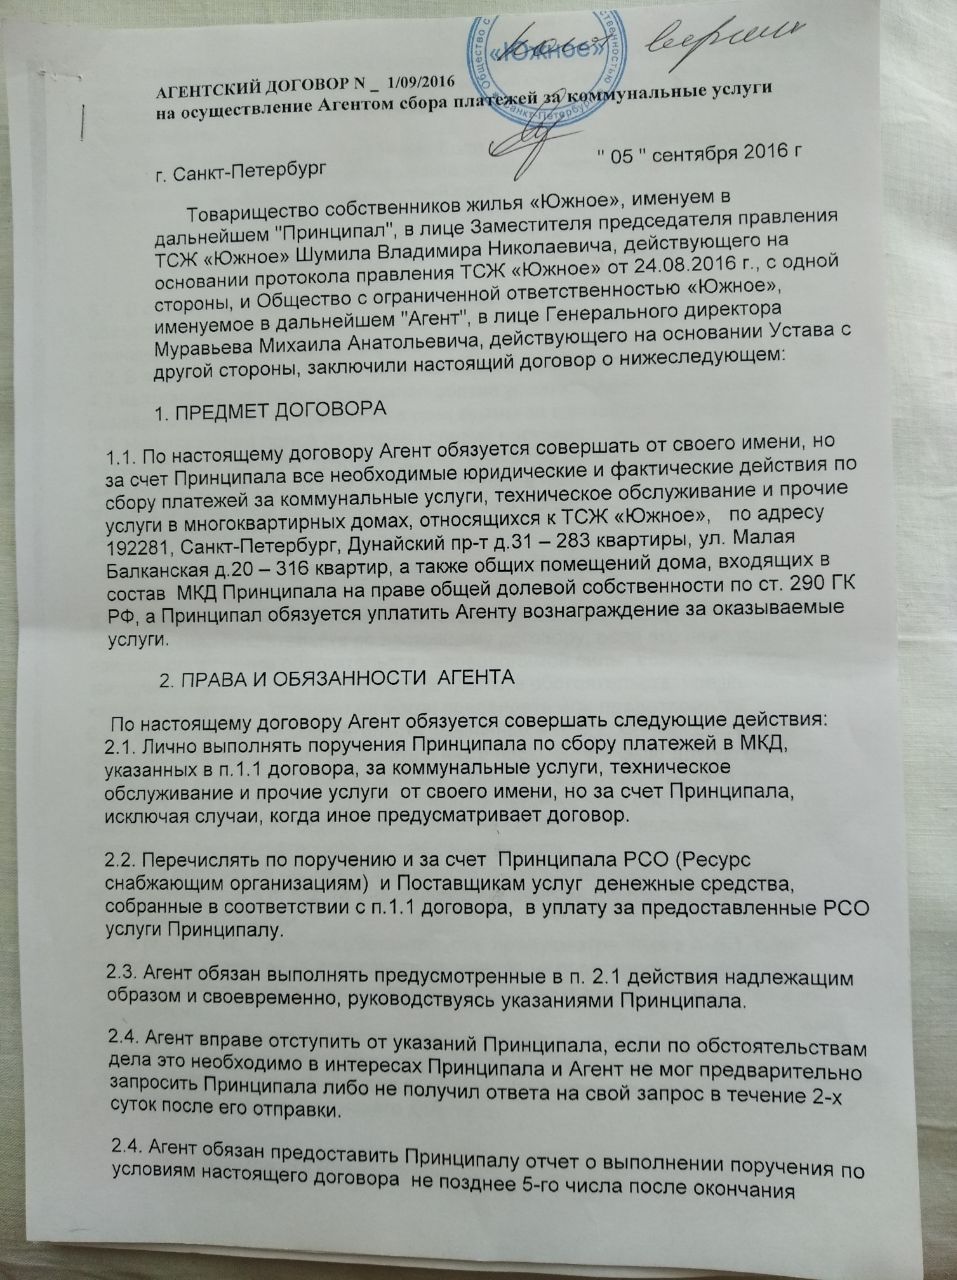 Общество с
ответственностью
«ЮЖНОЕ»
Санкт-Петербург
Копия верна
АГЕНТСКИЙ ДОГОВОР N _ 1/09/2016
на осуществление Агентом сбора платежей за коммунальные услуги
г. Санкт-Петербург
" 05 " сентября 2016 г
Товарищество собственников жилья «Южное», именуем в
дальнейшем "Принципал", в лице Заместителя председателя правления
ТСЖ «Южное» Шумила Владимира Николаевича, действующего на
основании протокола правления ТСЖ «Южное» от 24.08.2016 г., с одной
стороны, и Общество с ограниченной ответственностью «Южное»,
именуемое в дальнейшем "Агент", в лице Генерального директора
Муравьева Михаила Анатольевича, действующего на основании Устава с
другой стороны, заключили настоящий договор о нижеследующем:
1. ПРЕДМЕТ ДОГОВОРА
1.1. По настоящему договору Агент обязуется совершать от своего имени, но
за счет Принципала все необходимые юридические и фактические действия по
сбору платежей за коммунальные услуги, техническое обслуживание и прочие
услуги в многоквартирных домах, относящихся к ТСЖ «Южное», по адресу
192281, Санкт-Петербург, Дунайский пр-т д.31 – 283 квартиры, ул. Малая
Балканская д.20 – 316 квартир, а также общих помещений дома, входящих в
состав МКД Принципала на праве общей долевой собственности по ст. 290 ГК
РФ, а Принципал обязуется уплатить Агенту вознаграждение за оказываемые
услуги.
2. ПРАВА И ОБЯЗАННОСТИ АГЕНТА
По настоящему договору Агент обязуется совершать следующие действия:
2.1. Лично выполнять поручения Принципала по сбору платежей в МКД,
указанных в п.1.1 договора, за коммунальные услуги, техническое
обслуживание и прочие услуги от своего имени, но за счет Принципала,
исключая случаи, когда иное предусматривает договор.
2.2. Перечислять по поручению и за счет Принципала РСО (Ресурс
снабжающим организациям) и Поставщикам услуг денежные средства,
собранные в соответствии с п.1.1 договора, в уплату за предоставленные РСО
услуги Принципалу.
2.3. Агент обязан выполнять предусмотренные в п. 2.1 действия надлежащим
образом и своевременно, руководствуясь указаниями Принципала.
2.4. Агент вправе отступить от указаний Принципала, если по обстоятельствам
дела это необходимо в интересах Принципала и Агент не мог предварительно
запросить Принципала либо не получил ответа на свой запрос в течение 2-х
суток после его отправки.
2.4. Агент обязан предоставить Принципалу отчет о выполнении поручения по
условиям настоящего договора не позднее 5-го числа после окончания